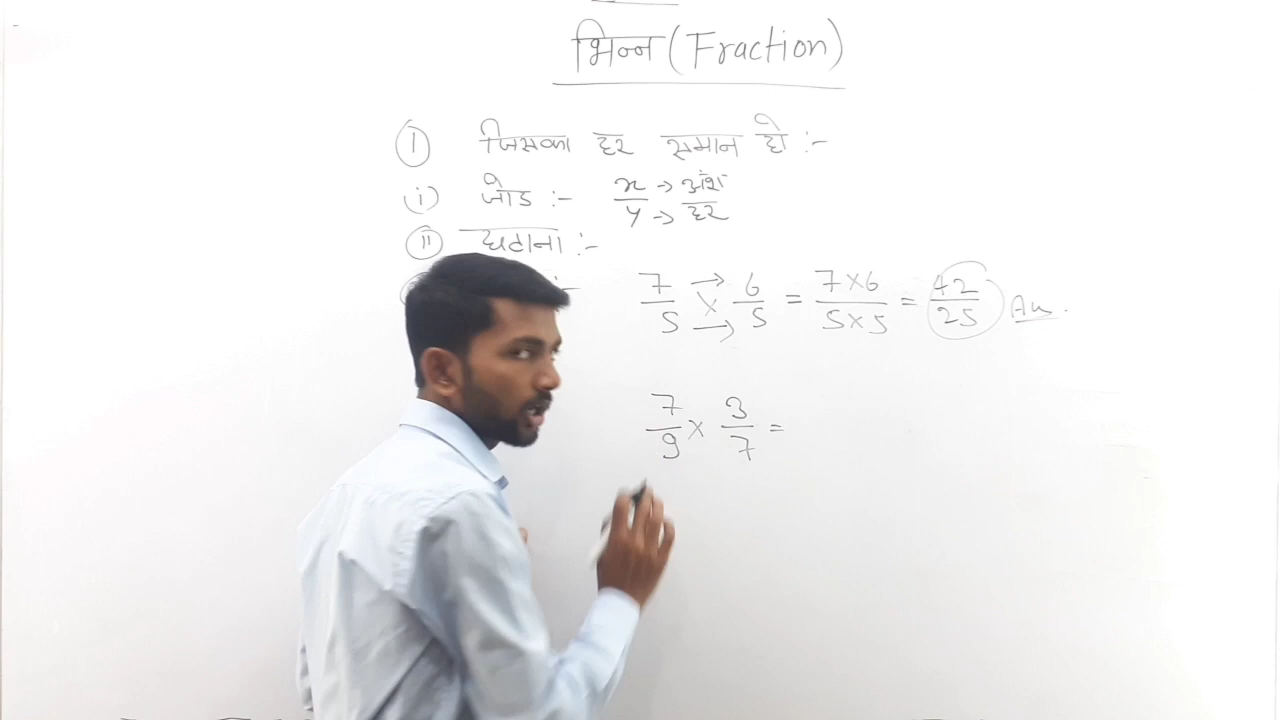 भिन्न (Fraction)
① जिसका हर समान हो :-
(i) जोड :- x/y → अंश → हर
(ii) घटाना :-
:- 7/5 × 6/5 = 7×6/5×5 = 42/25 Ans.
7/9 × 3/7 =